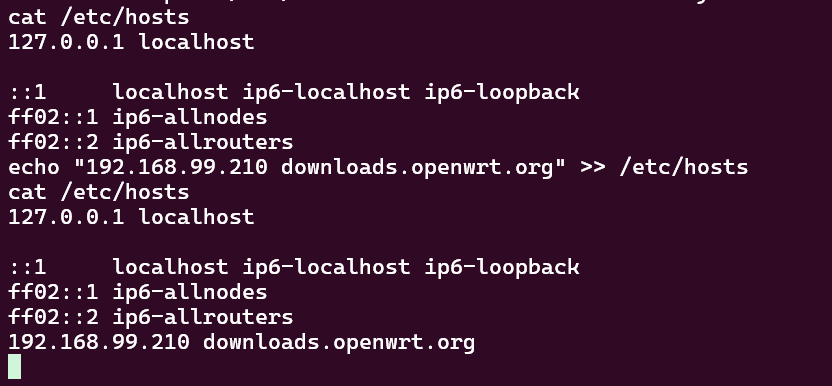 cat /etc/hosts
127.0.0.1 localhost
::1     localhost ip6-localhost ip6-loopback
ff02::1 ip6-allnodes
ff02::2 ip6-allrouters
echo "192.168.99.210 downloads.openwrt.org" >> /etc/hosts
cat /etc/hosts
127.0.0.1 localhost
::1     localhost ip6-localhost ip6-loopback
ff02::1 ip6-allnodes
ff02::2 ip6-allrouters
192.168.99.210 downloads.openwrt.org